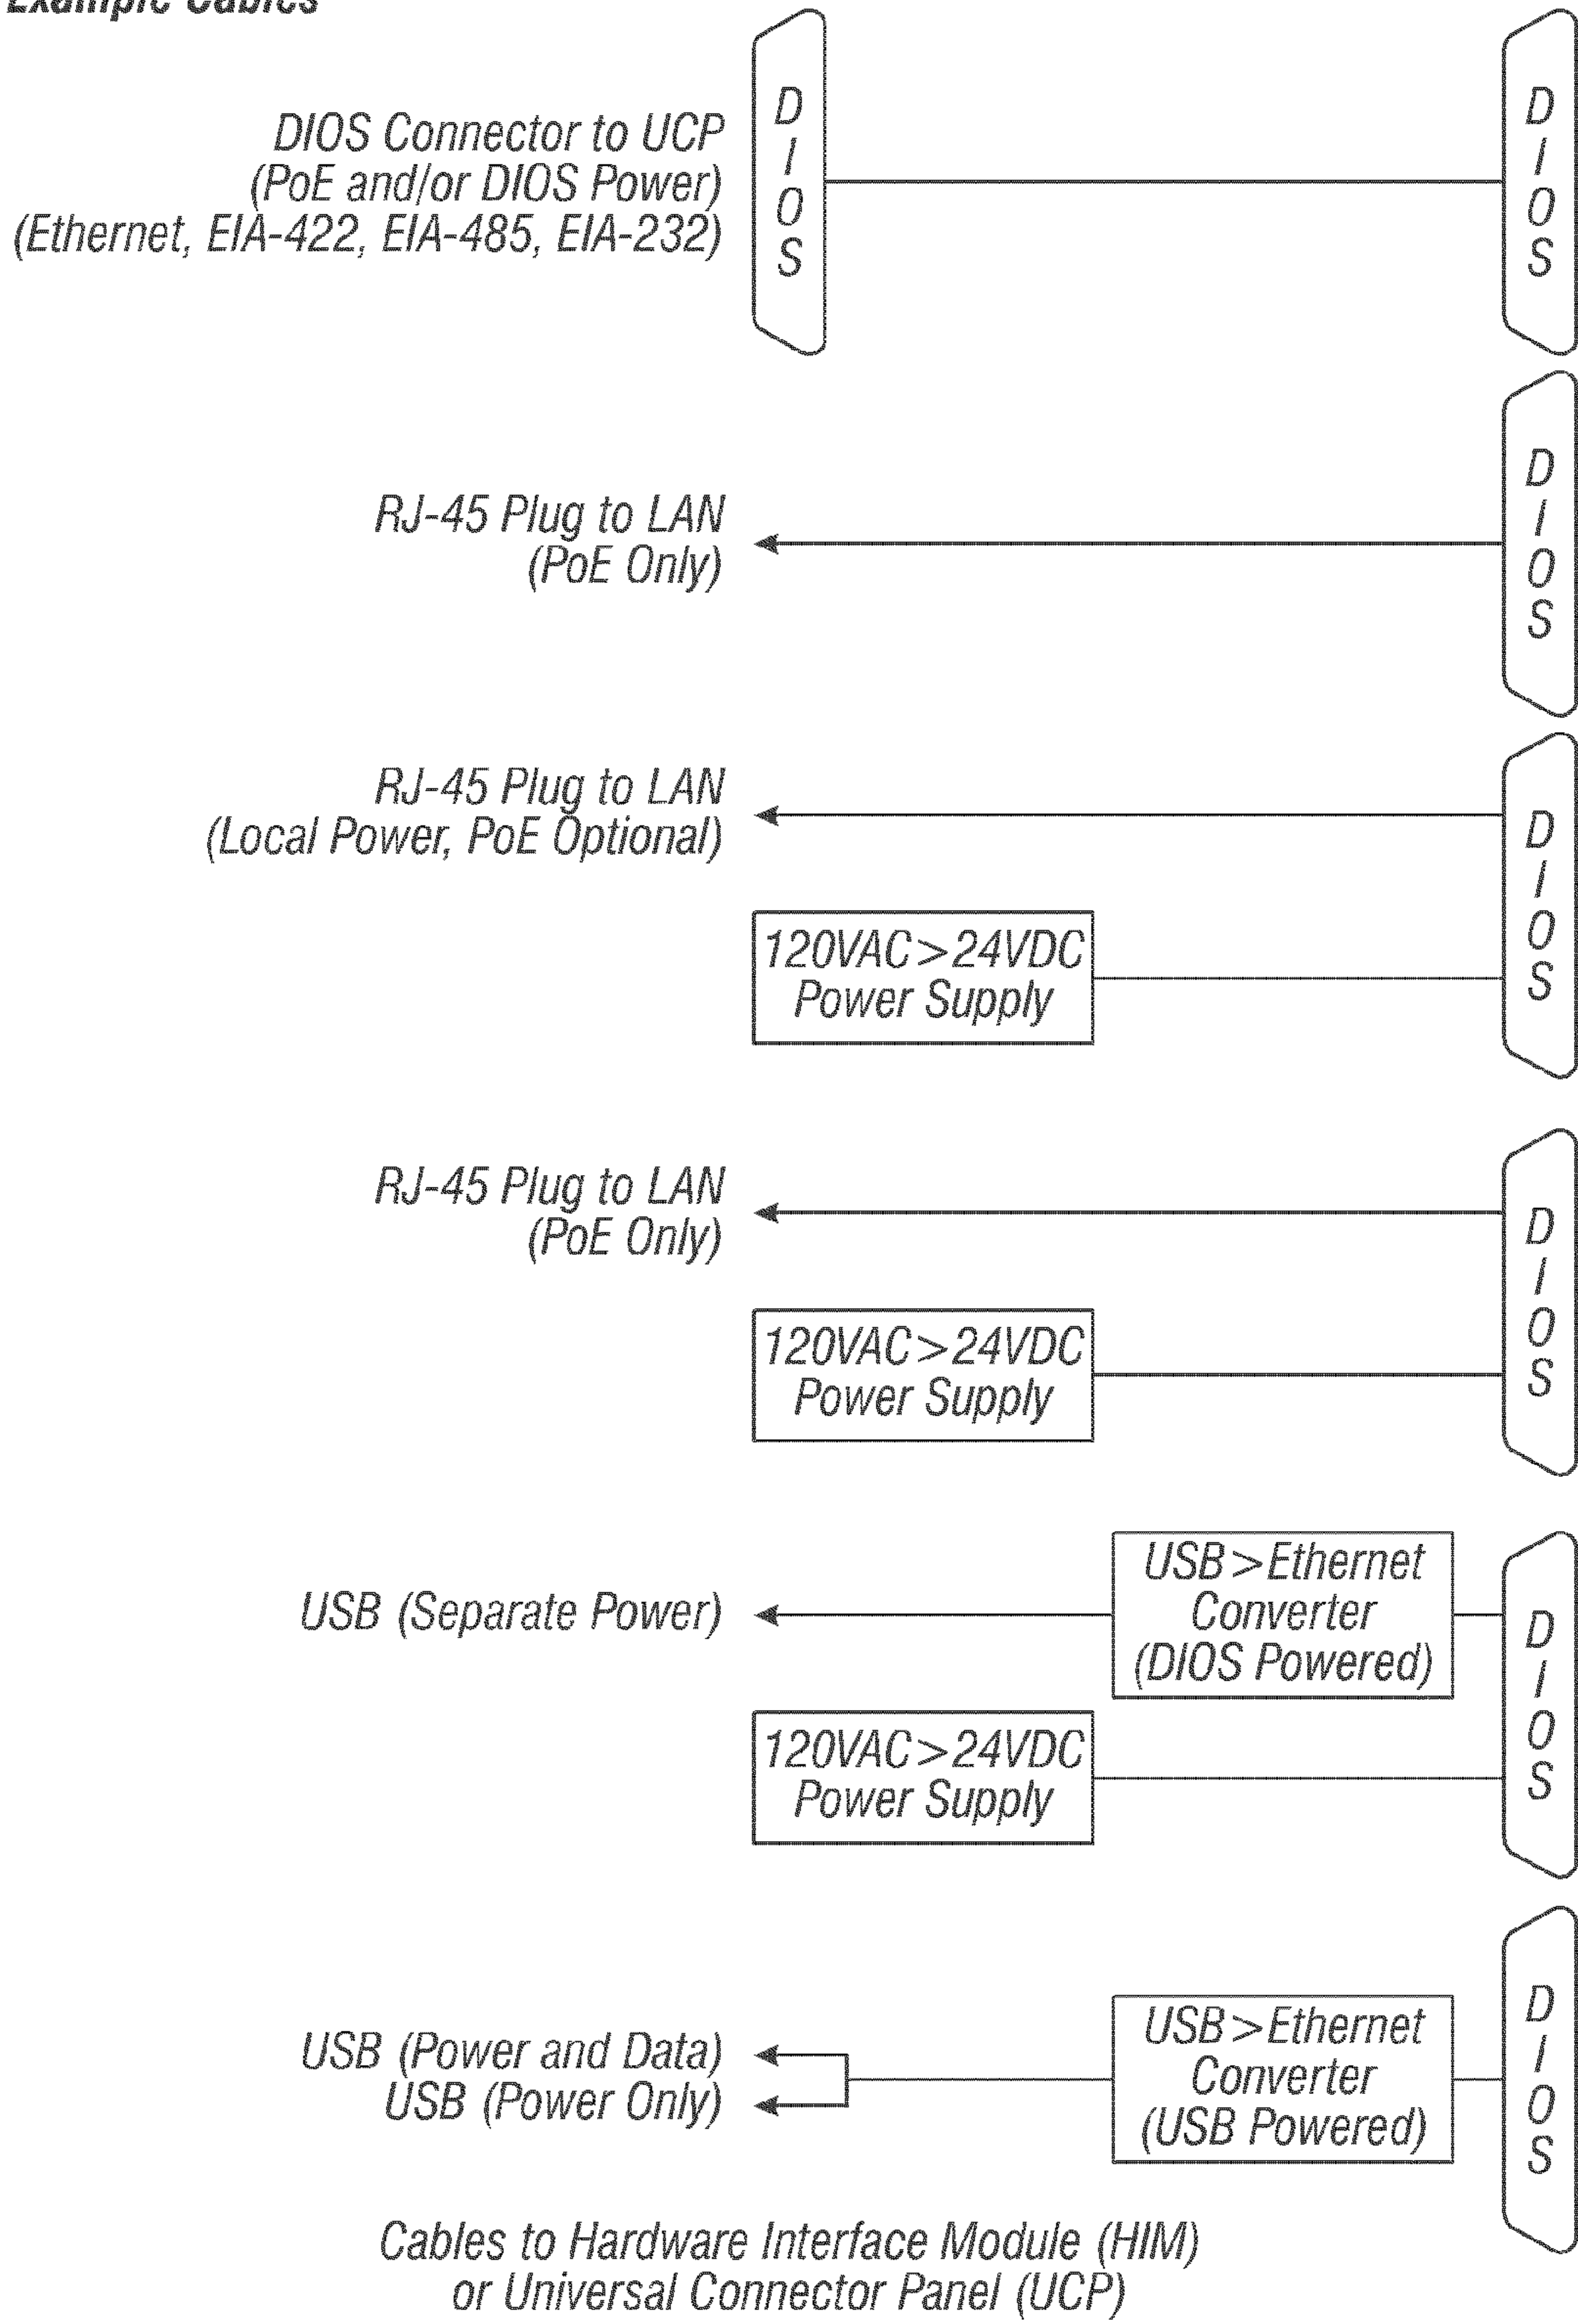 Example Cables
DIOS
DIOS
DIOS Connector to UCP
(PoE and/or DIOS Power)
(Ethernet, EIA-422, EIA-485, EIA-232)
DIOS
RJ-45 Plug to LAN
(PoE Only)
DIOS
RJ-45 Plug to LAN
(Local Power, PoE Optional)
120VAC>24VDC
Power Supply
DIOS
RJ-45 Plug to LAN
(PoE Only)
120VAC>24VDC
Power Supply
DIOS
USB>Ethernet
Converter
(DIOS Powered)
USB (Separate Power)
120VAC>24VDC
Power Supply
DIOS
USB>Ethernet
Converter
(USB Powered)
USB (Power and Data)
USB (Power Only)
Cables to Hardware Interface Module (HIM)
or Universal Connector Panel (UCP)